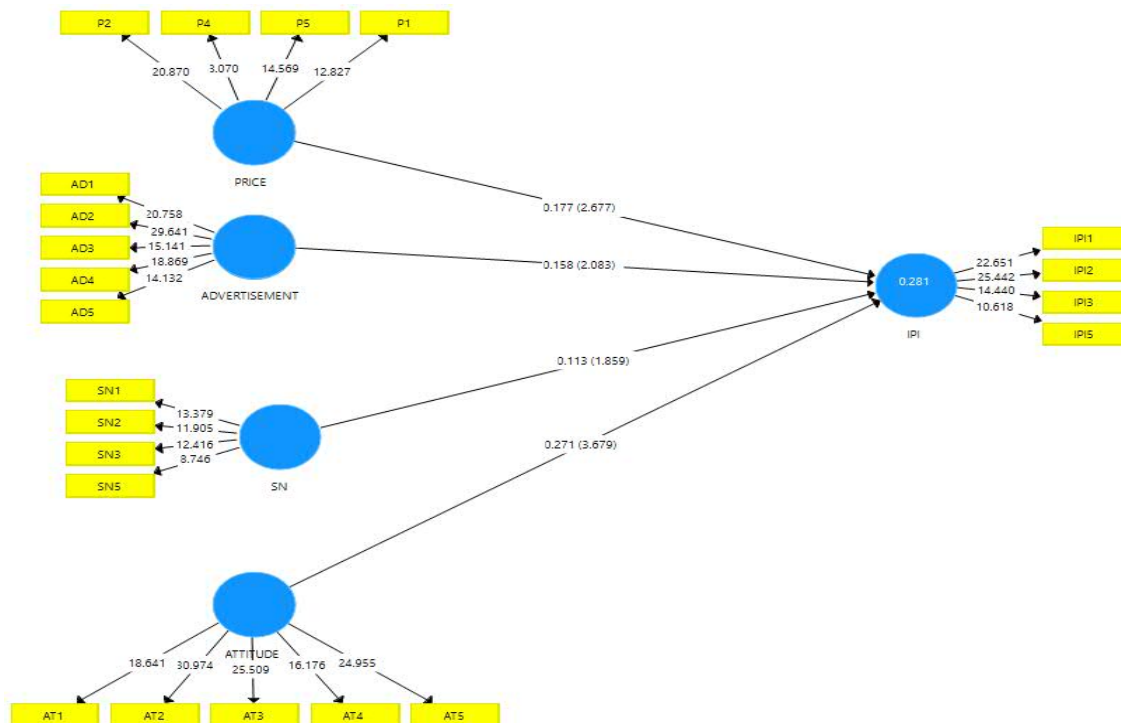 P2 P4 P5 P1
20.870 3.070 14.569 12.827
PRICE
0.177 (2.677)
AD1
AD2
AD3
AD4
AD5
20.758
29.641
15.141
18.869
14.132
ADVERTISEMENT
0.158 (2.083)
0.281
IPI
22.651
25.442
14.440
10.618
IPI1
IPI2
IPI3
IPI5
SN1
SN2
SN3
SN5
13.379
11.905
12.416
8.746
SN
0.113 (1.859)
0.271 (3.679)
ATTITUDE
18.641 30.974 25.509 16.176 24.955
AT1 AT2 AT3 AT4 AT5